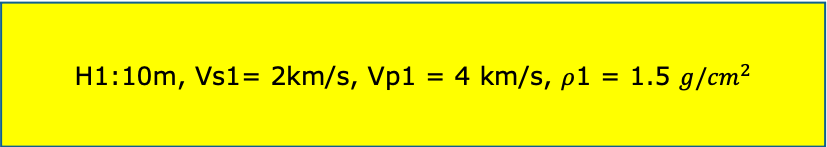 H1:10m, Vs1= 2km/s, Vp1 = 4 km/s, 𝜌1 = 1.5 𝑔/𝑐𝑚²